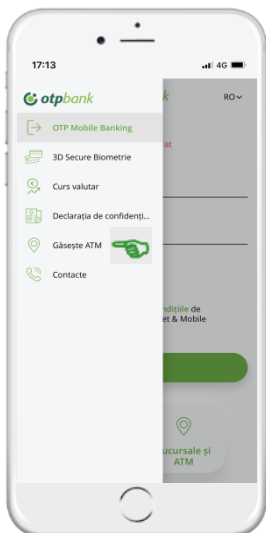 17:13
4G
otpbank
RO
OTP Mobile Banking
at
3D Secure Biometrie
Curs valutar
Declarația de confidenți...
Găsește ATM
Contacte
ndițiile de
et & Mobile
ucursale și
ATM